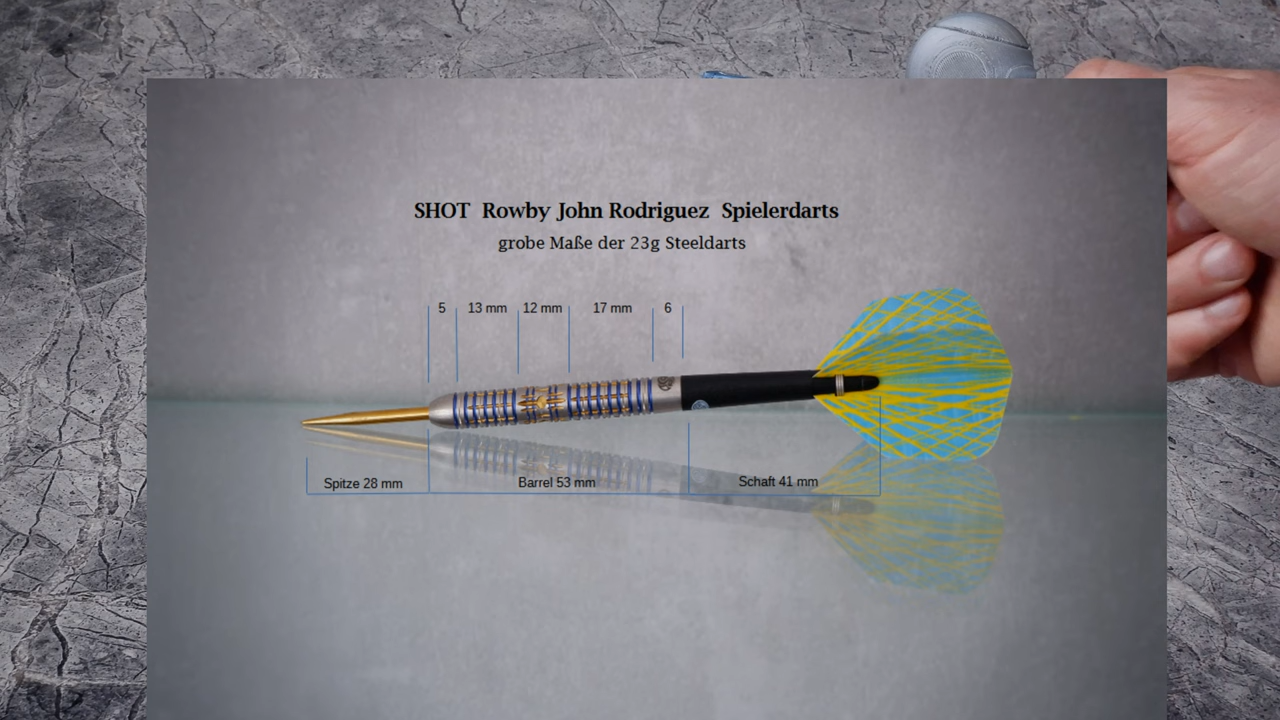 SHOT Rowby John Rodriguez Spielerdarts
grobe Maße der 23g Steeldarts
5 13 mm 12 mm 17 mm 6
Spitze 28 mm Barrel 53 mm Schaft 41 mm